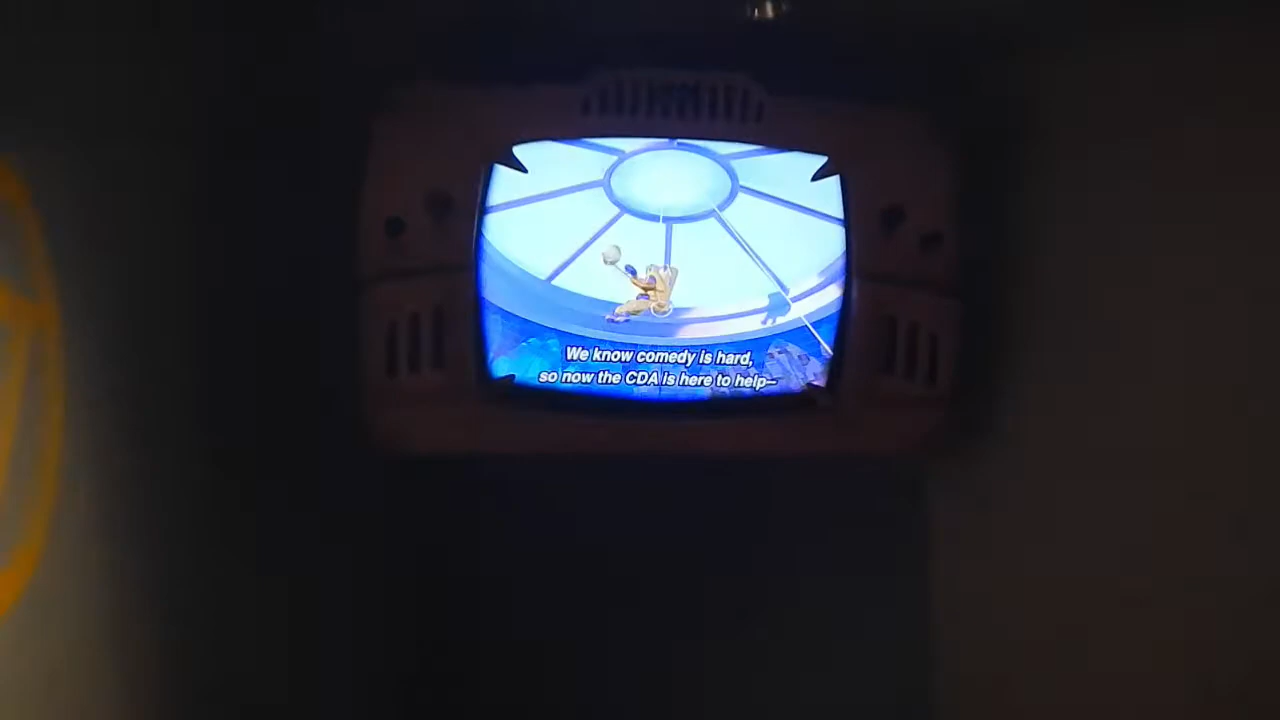 We know comedy is hard,
so now the CDA is here to help--